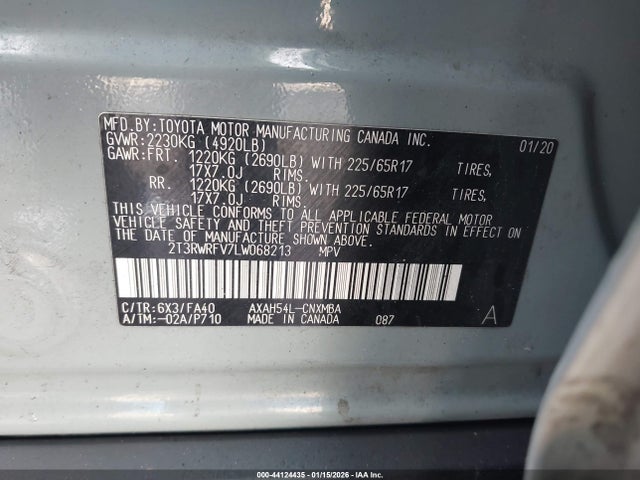 MFD.BY:TOYOTA MOTOR MANUFACTURING CANADA INC. 01/20
GVWR:2230KG (4920LB)
GAWR:FRT. 1220KG (2690LB) WITH 225/65R17 TIRES,
17X7.0J RIMS.
RR. 1220KG (2690LB) WITH 225/65R17 TIRES,
17X7.0J RIMS.
THIS VEHICLE CONFORMS TO ALL APPLICABLE FEDERAL MOTOR
VEHICLE SAFETY AND THEFT PREVENTION STANDARDS IN EFFECT ON
THE DATE OF MANUFACTURE SHOWN ABOVE.
2T3RWRFV7LW068213 MPV
C/TR:6X3/FA40 AXAH54L-CNXMBA
A/TM:-02A/P710 MADE IN CANADA 087 A
000-44124435 - 01/15/2026 - IAA Inc.